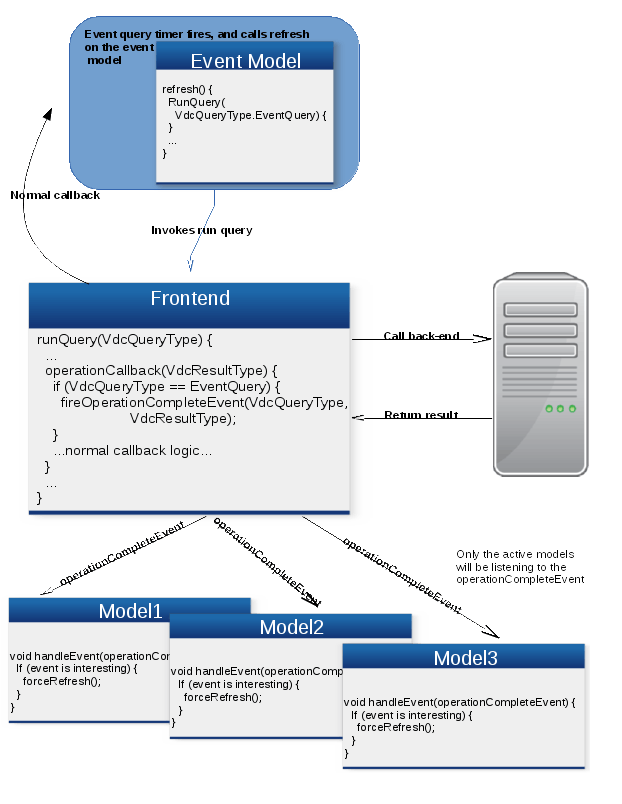 Event query timer fires, and calls refresh
on the event
model
Event Model
refresh() {
RunQuery(
VdcQueryType.EventQuery) {
}
...
}
Normal callback
Invokes run query
Frontend
runQuery(VdcQueryType) {
...
operationCallback(VdcResultType) {
if (VdcQueryType == EventQuery) {
fireOperationCompleteEvent(VdcQueryType,
VdcResultType);
}
...normal callback logic...
}
...
}
Call back-end
Return result
operationCompleteEvent
operationCompleteEvent
operationCompleteEvent
Only the active models
will be listening to the
operationCompleteEvent
Model1
void handleEvent(operationCom
If (event is interesting) {
forceRefresh();
}
}
Model2
void handleEvent(operationComp
If (event is interesting) {
forceRefresh();
}
}
Model3
void handleEvent(operationCompleteEvent) {
If (event is interesting) {
forceRefresh();
}
}